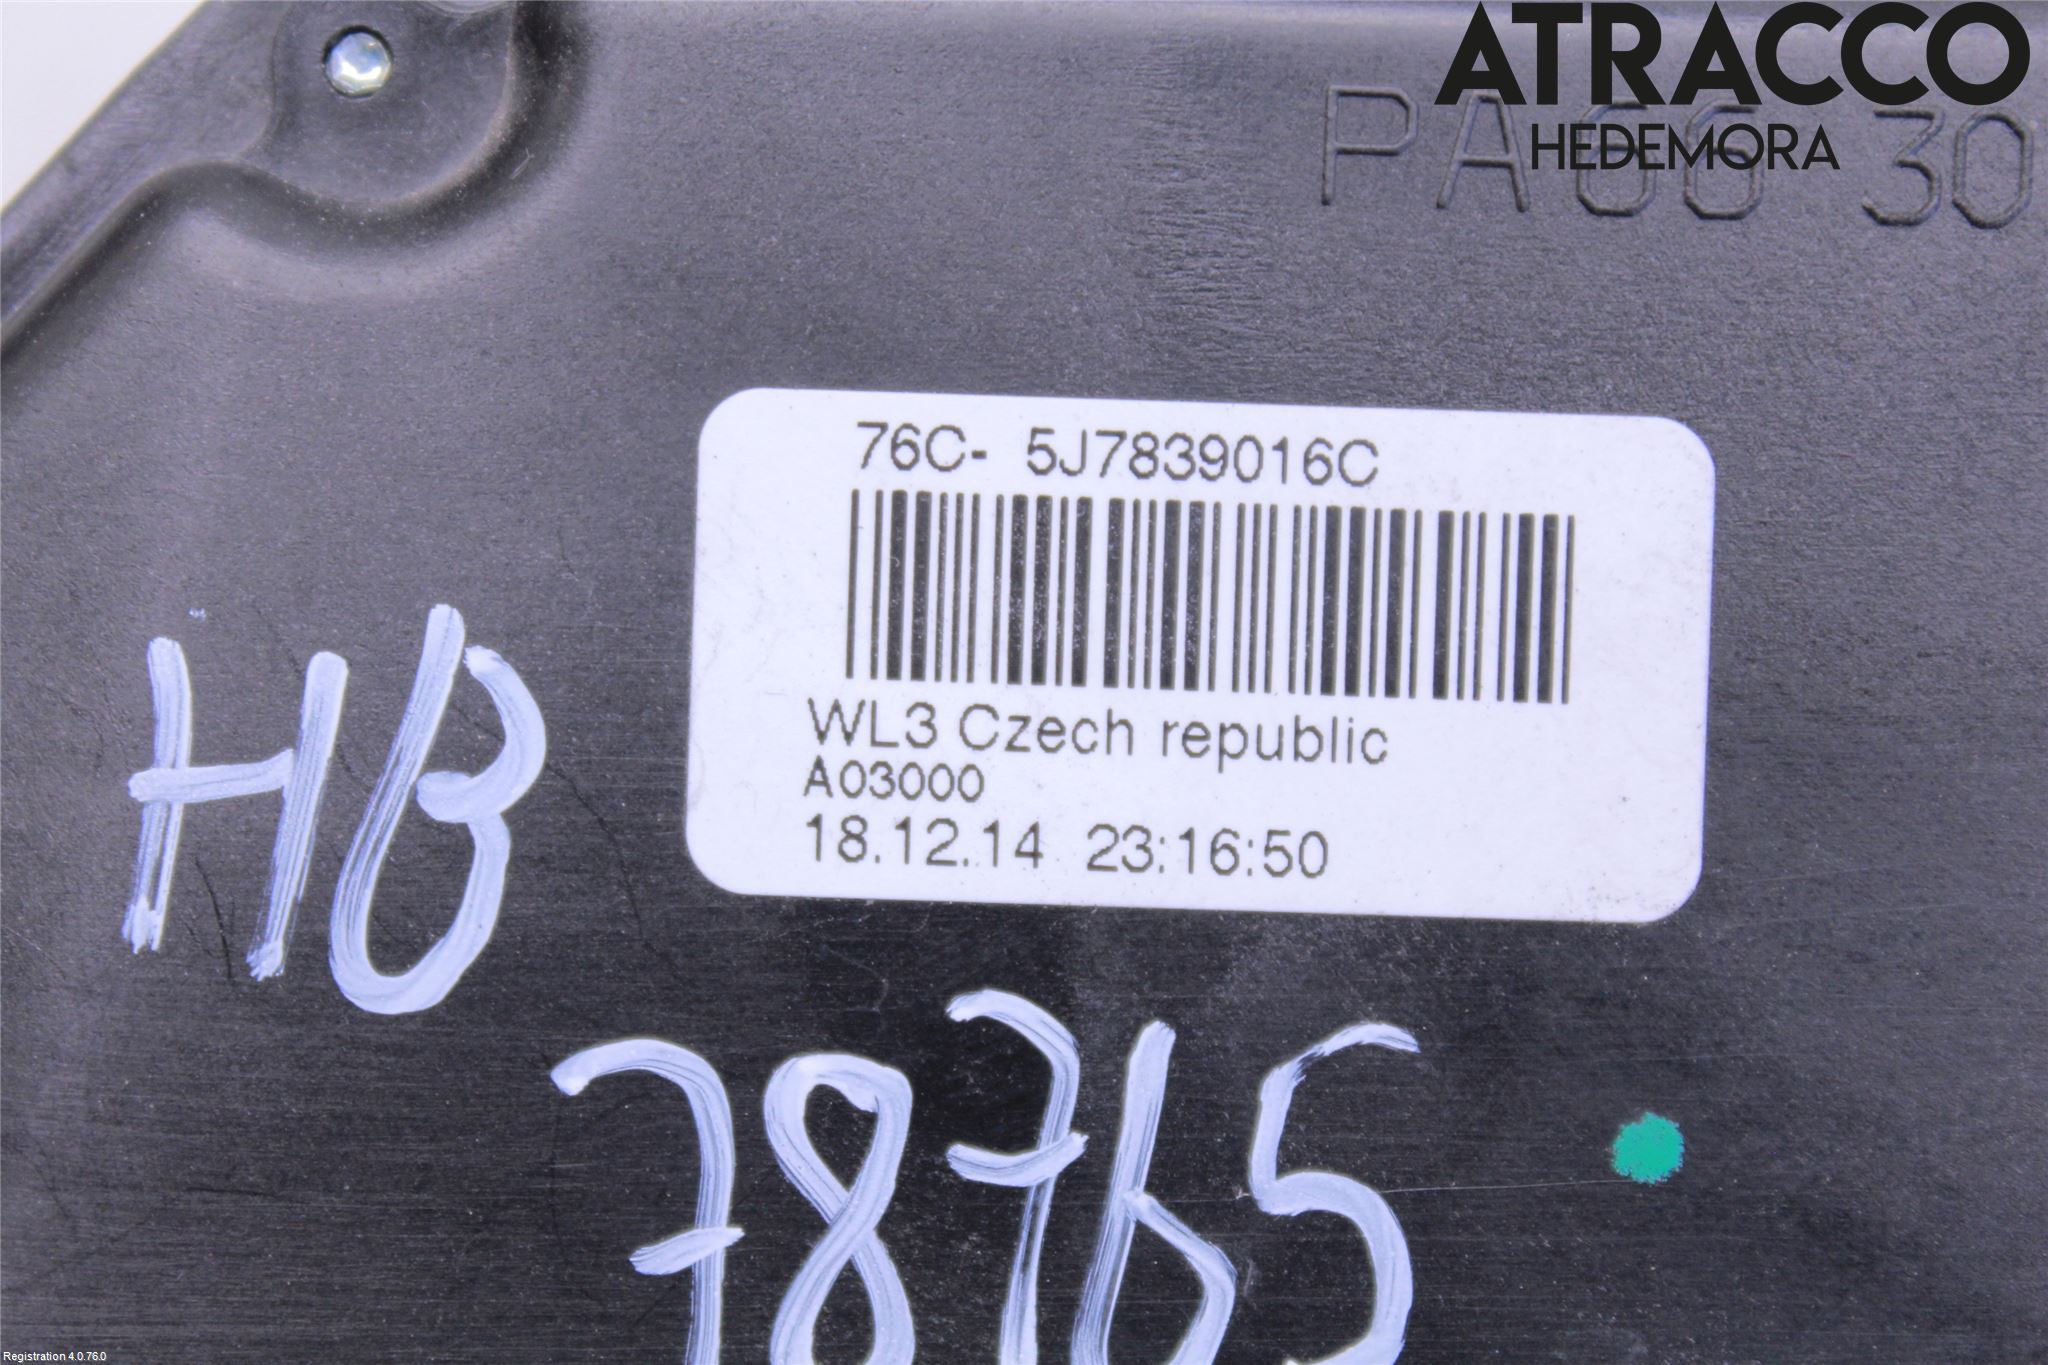 ATRACCO
HEDEMORA
PA66 30
76C- 5J7839016C
WL3 Czech republic
A03000
18.12.14 23:16:50
HB
78765
Registration 4.0.76.0